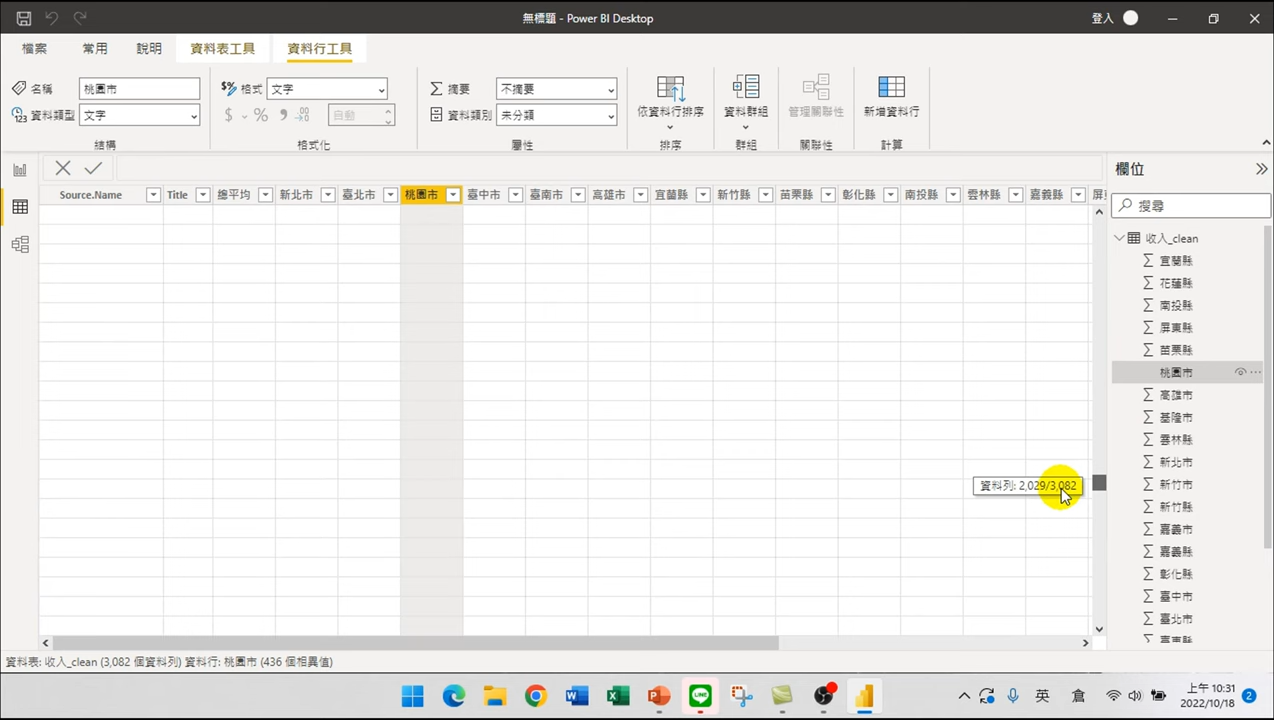 無標題 - Power BI Desktop
登入
檔案 常用 說明 資料表工具 資料行工具
名稱 桃園市
資料類型 文字
結構
$% 格式 文字
$ % 自動
格式化
摘要 不摘要
資料類別 未分類
屬性
依資料行排序
排序
資料群組
群組
管理關聯性
關聯性
新增資料行
計算
Source.Name Title 總平均 新北市 臺北市 桃園市 臺中市 臺南市 高雄市 宜蘭縣 新竹縣 苗栗縣 彰化縣 南投縣 雲林縣 嘉義縣 屏東
資料列: 2,029/3,082
欄位
搜尋
收入_clean
宜蘭縣
花蓮縣
南投縣
屏東縣
苗栗縣
桃園市
高雄市
基隆市
雲林縣
新北市
新竹市
新竹縣
嘉義市
嘉義縣
彰化縣
臺中市
臺北市
臺東縣
資料表: 收入_clean (3,082 個資料列) 資料行: 桃園市 (436 個相異值)
英 倉
上午 10:31
2022/10/18
2